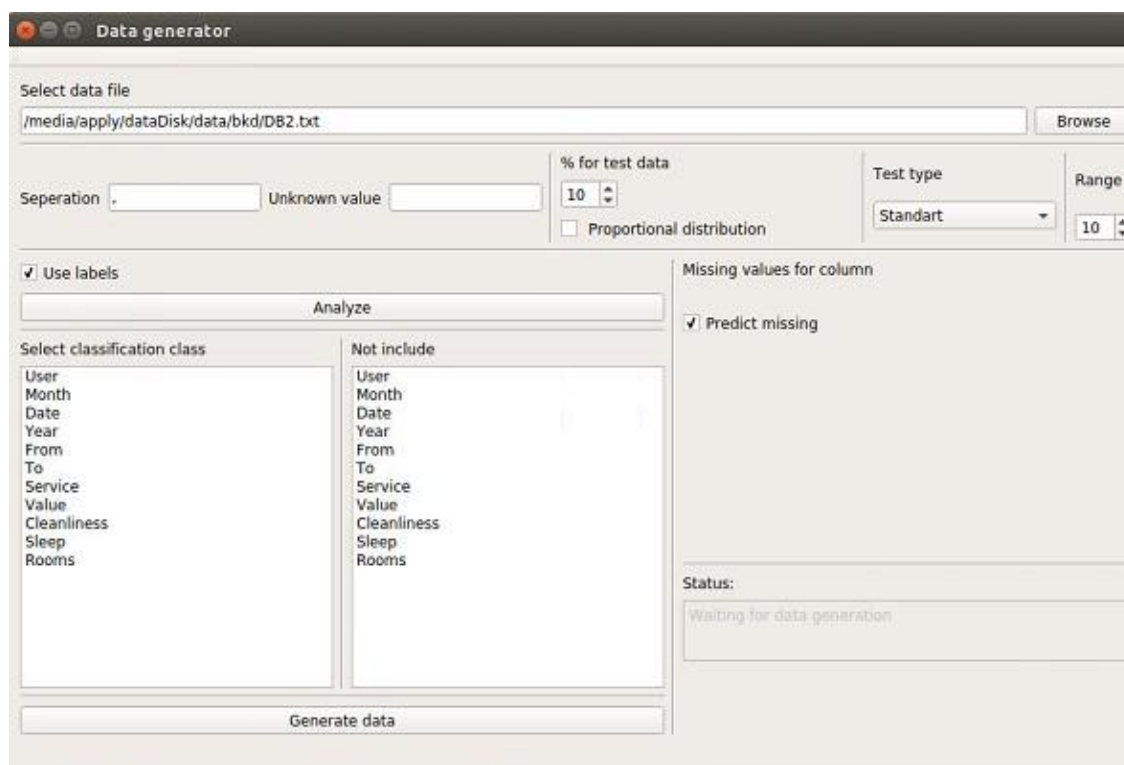 Data generator
Select data file
/media/apply/dataDisk/data/bkd/DB2.txt
Browse
Seperation ,
Unknown value
% for test data
10
Proportional distribution
Test type
Standart
Range
10
Use labels
Analyze
Select classification class
User
Month
Date
Year
From
To
Service
Value
Cleanliness
Sleep
Rooms
Not include
User
Month
Date
Year
From
To
Service
Value
Cleanliness
Sleep
Rooms
Generate data
Missing values for column
Predict missing
Status:
Waiting for data generation